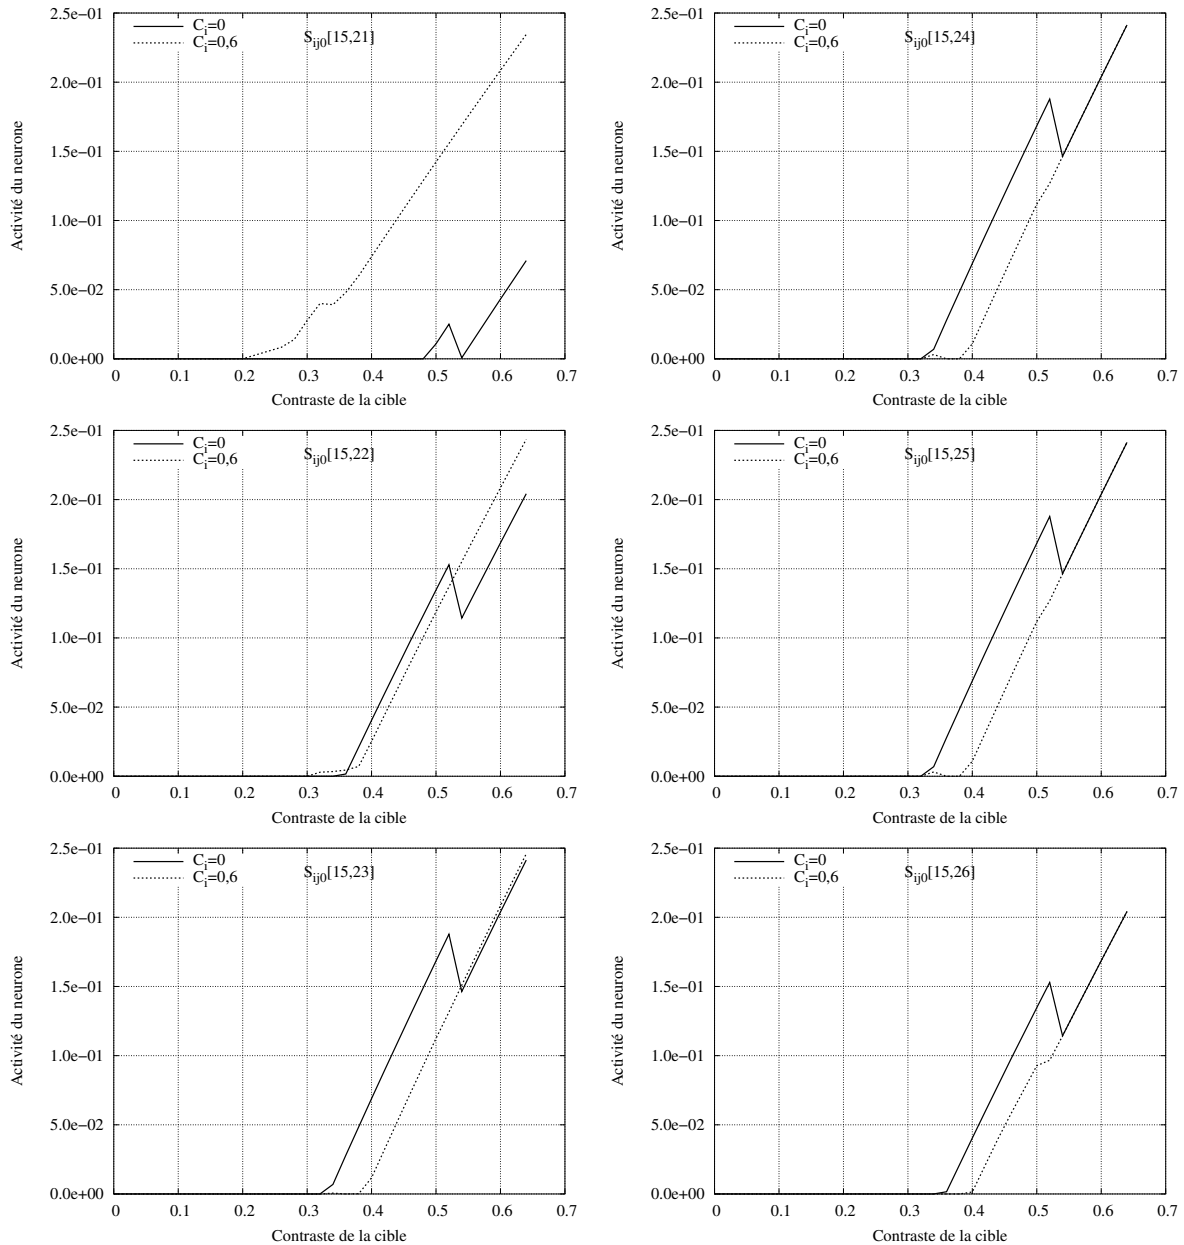 2.5e−01
2.0e−01
1.5e−01
1.0e−01
5.0e−02
0.0e+00
0 0.1 0.2 0.3 0.4 0.5 0.6 0.7
Activité du neurone
Contraste de la cible
C_i=0
C_i=0,6
S_ij0[15,21]
2.5e−01
2.0e−01
1.5e−01
1.0e−01
5.0e−02
0.0e+00
0 0.1 0.2 0.3 0.4 0.5 0.6 0.7
Activité du neurone
Contraste de la cible
C_i=0
C_i=0,6
S_ij0[15,24]
2.5e−01
2.0e−01
1.5e−01
1.0e−01
5.0e−02
0.0e+00
0 0.1 0.2 0.3 0.4 0.5 0.6 0.7
Activité du neurone
Contraste de la cible
C_i=0
C_i=0,6
S_ij0[15,22]
2.5e−01
2.0e−01
1.5e−01
1.0e−01
5.0e−02
0.0e+00
0 0.1 0.2 0.3 0.4 0.5 0.6 0.7
Activité du neurone
Contraste de la cible
C_i=0
C_i=0,6
S_ij0[15,25]
2.5e−01
2.0e−01
1.5e−01
1.0e−01
5.0e−02
0.0e+00
0 0.1 0.2 0.3 0.4 0.5 0.6 0.7
Activité du neurone
Contraste de la cible
C_i=0
C_i=0,6
S_ij0[15,23]
2.5e−01
2.0e−01
1.5e−01
1.0e−01
5.0e−02
0.0e+00
0 0.1 0.2 0.3 0.4 0.5 0.6 0.7
Activité du neurone
Contraste de la cible
C_i=0
C_i=0,6
S_ij0[15,26]